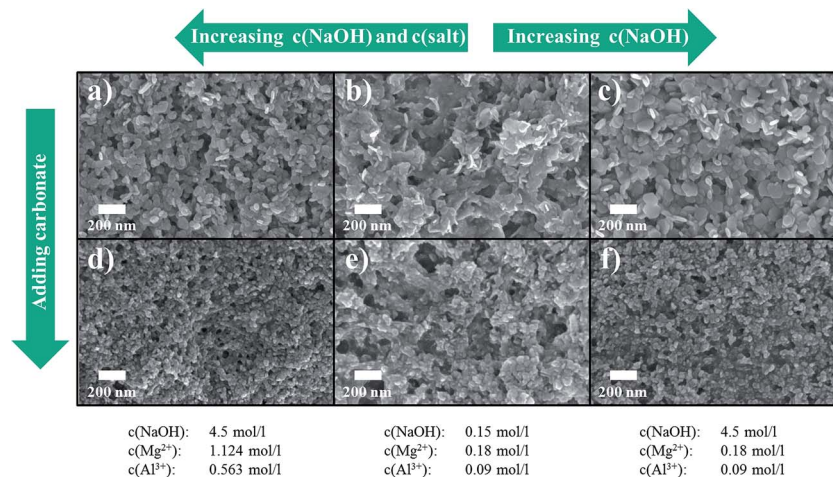 Increasing c(NaOH) and c(salt)
Increasing c(NaOH)
Adding carbonate
a)
200 nm
b)
200 nm
c)
200 nm
d)
200 nm
e)
200 nm
f)
200 nm
c(NaOH): 4.5 mol/l
c(Mg²⁺): 1.124 mol/l
c(Al³⁺): 0.563 mol/l
c(NaOH): 0.15 mol/l
c(Mg²⁺): 0.18 mol/l
c(Al³⁺): 0.09 mol/l
c(NaOH): 4.5 mol/l
c(Mg²⁺): 0.18 mol/l
c(Al³⁺): 0.09 mol/l